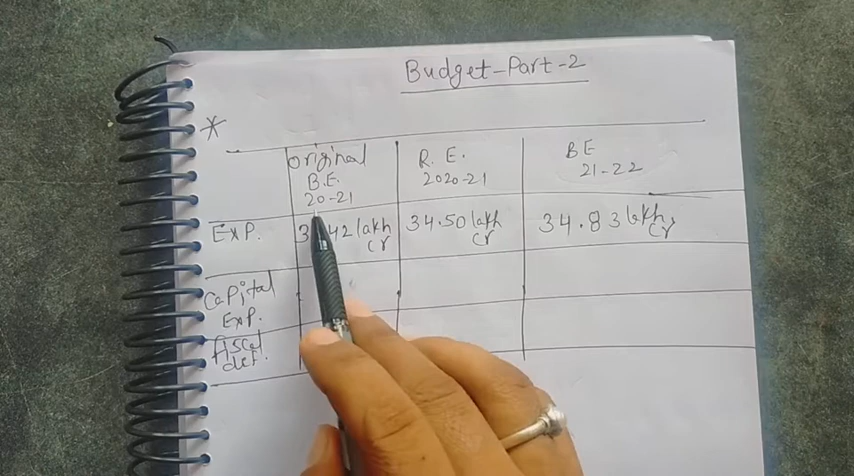 Budget-Part-2
*
original
B.E.
20-21
R. E.
2020-21
BE
21-22
Exp.
42 lakh
cr
34.50 lakh
cr
34.83 lakh
cr
Capital
Exp.
fiscal
def.